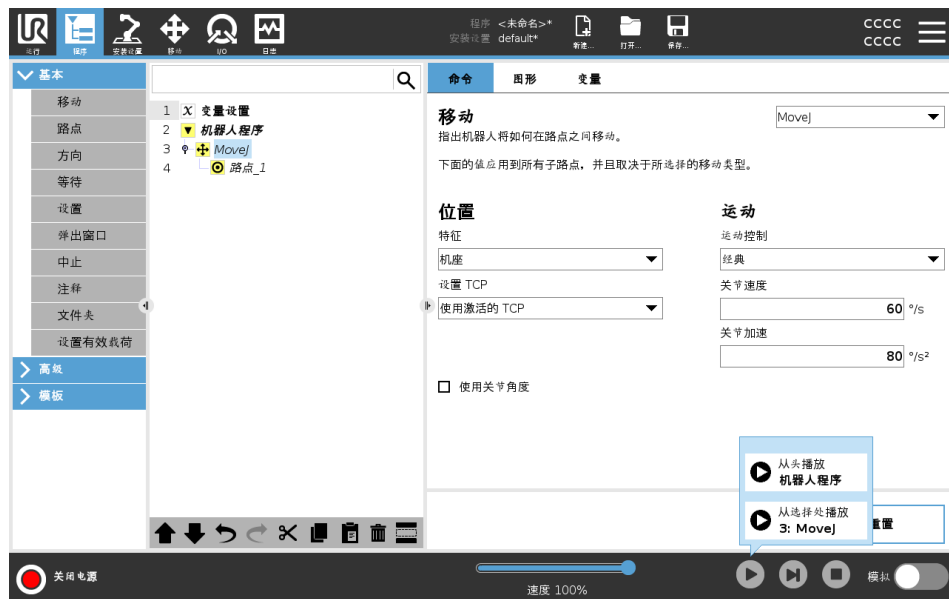 程序 <未命名>*
安装设置 default*
CCCC
CCCC
运行 程序 安装设置 移动 I/O 日志 新建... 打开... 保存...
基本
移动
路点
方向
等待
设置
弹出窗口
中止
注释
文件夹
设置有效载荷
高级
模板
1 X 变量设置
2 机器人程序
3 MoveJ
4 路点_1
命令 图形 变量
移动 MoveJ
指出机器人将如何在路点之间移动。
下面的值应用到所有子路点，并且取决于所选择的移动类型。
位置 运动
特征 运动控制
机座 经典
设置 TCP 关节速度
使用激活的 TCP 60 °/s
关节加速
80 °/s²
使用关节角度
从头播放
机器人程序
从选择处播放
3: MoveJ
重置
关闭电源
速度 100%
模拟